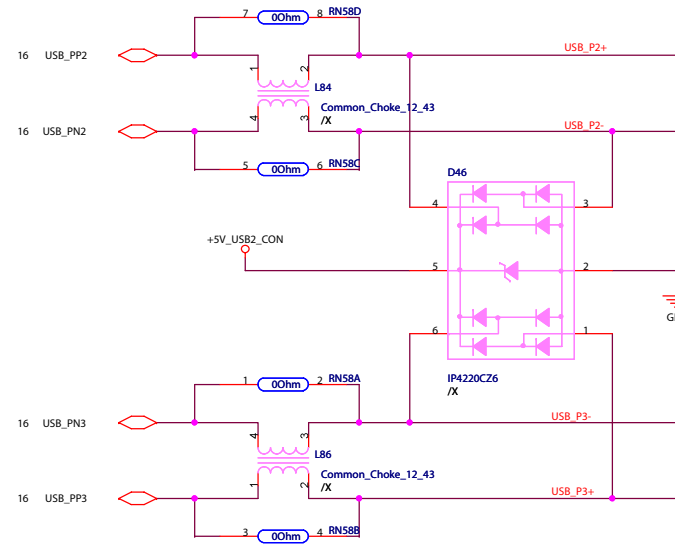 7 0Ohm 8 RN58D
16 USB_PP2 USB_P2+
1 2
L84
Common_Choke_12_43
/X
4 3
16 USB_PN2 USB_P2-
5 0Ohm 6 RN58C
D46
4 3
+5V_USB2_CON
5 2
6 1
IP4220CZ6
/X
1 0Ohm 2 RN58A
16 USB_PN3 USB_P3-
4 3
L86
Common_Choke_12_43
/X
1 2
16 USB_PP3 USB_P3+
3 0Ohm 4 RN58B